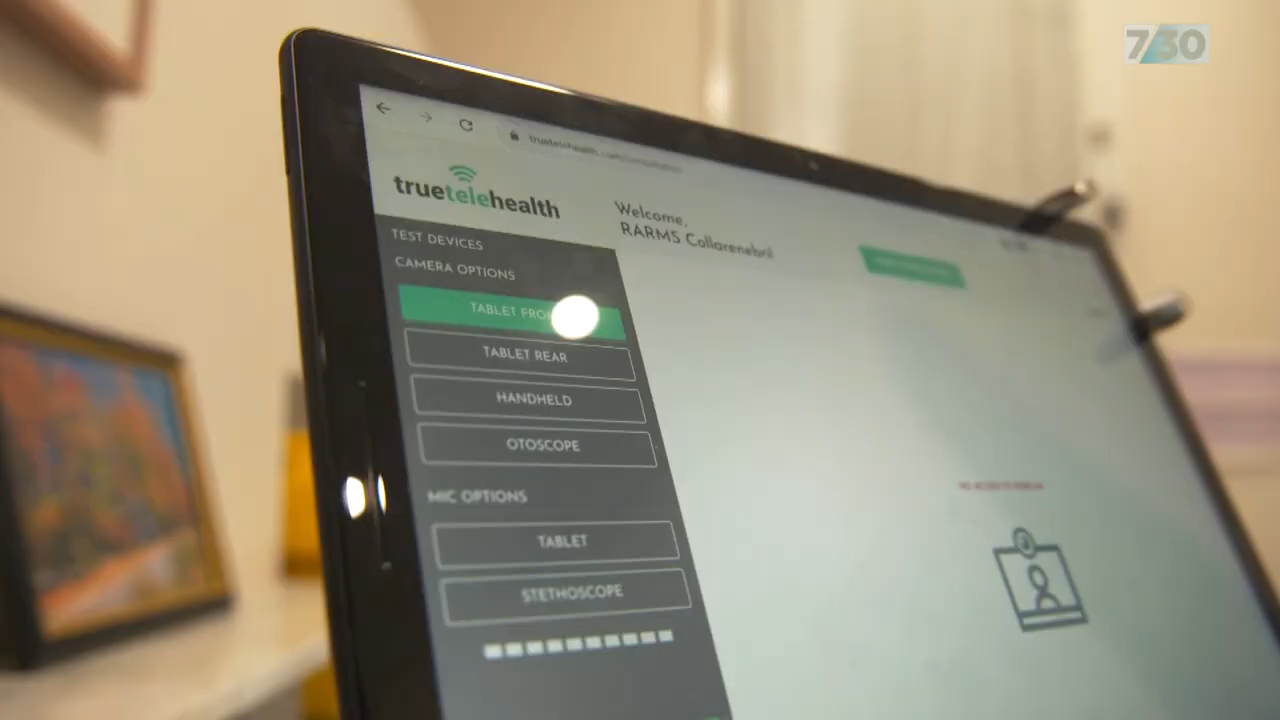 7/30
truetelehealth
Welcome,
RARMS Collarenebri
TEST DEVICES
CAMERA OPTIONS
TABLET
TABLET REAR
HANDHELD
OTOSCOPE
MIC OPTIONS
TABLET
STETHOSCOPE